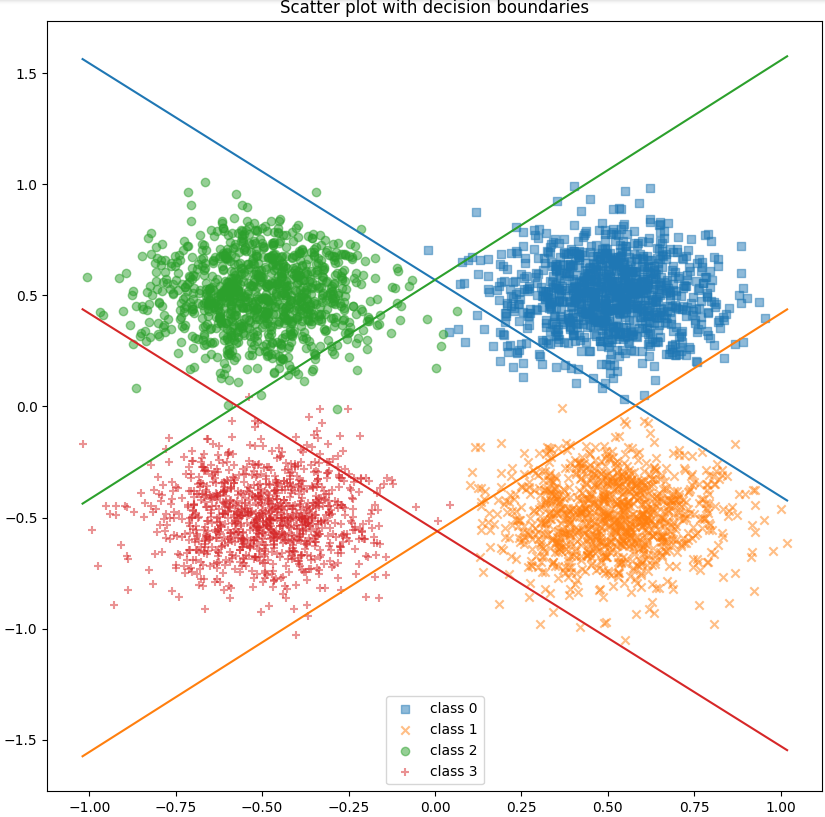 Scatter plot with decision boundaries
1.5
1.0
0.5
0.0
−0.5
−1.0
−1.5
class 0
class 1
class 2
class 3
−1.00 −0.75 −0.50 −0.25 0.00 0.25 0.50 0.75 1.00